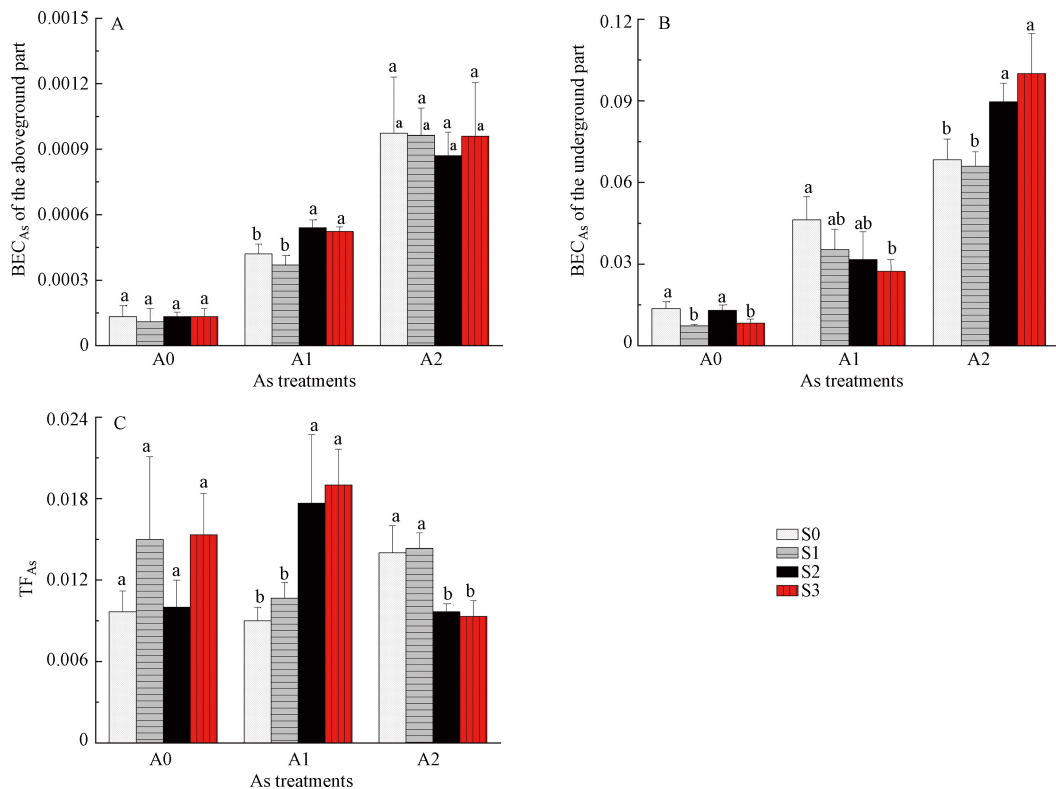 A
BEC_As of the aboveground part
0.0015
0.0012
0.0009
0.0006
0.0003
0
a a a a
b b a a
a a a a
a a a a
A0 A1 A2
As treatments
B
BEC_As of the underground part
0.12
0.09
0.06
0.03
0
a b a b
a ab ab b
b b a a
A0 A1 A2
As treatments
C
TF_As
0.024
0.018
0.012
0.006
0
a a a a
b b a a
a a b b
A0 A1 A2
As treatments
S0
S1
S2
S3